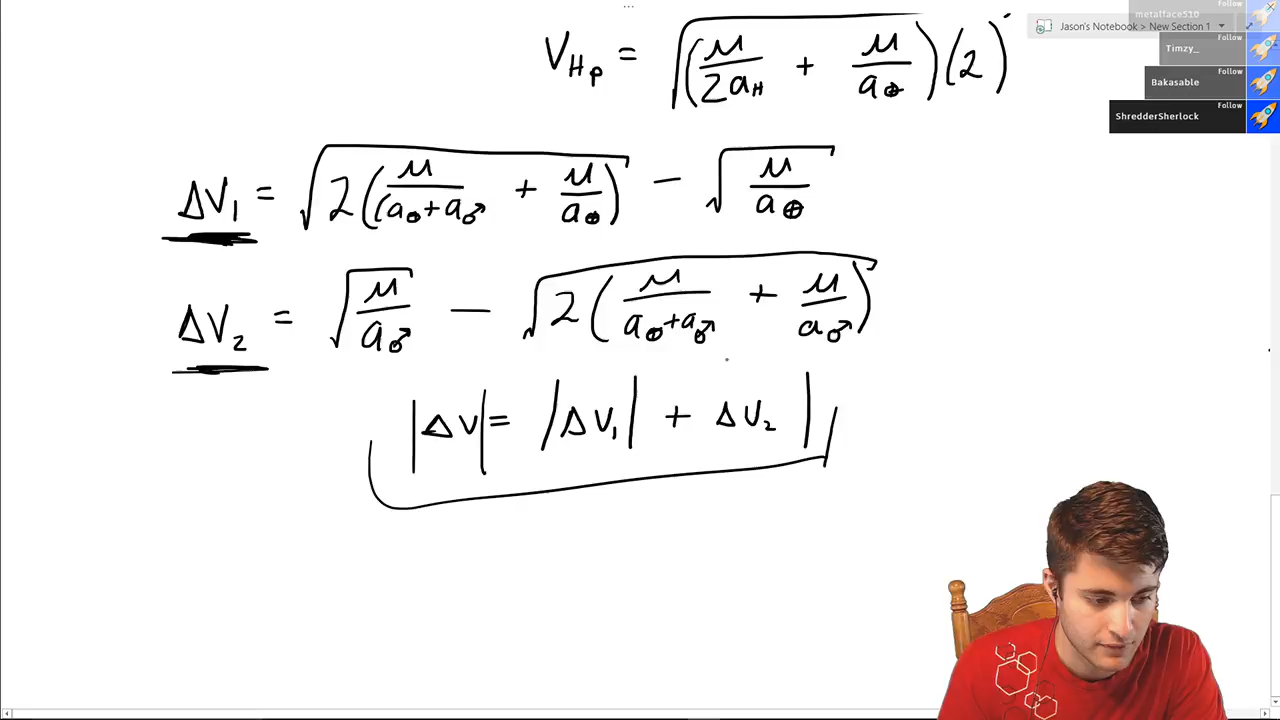 metalface510
Jason's Notebook > New Section 1
Follow
Timzy_
Follow
Bakasable
Follow
ShredderSherlock
V_Hp = √((μ/2a_H + μ/a_⊕)(2))
ΔV₁ = √(2(μ/(a_⊕+a_♂ + μ/a_⊕)) − √(μ/a_⊕)
ΔV₂ = √(μ/a_♂) − √(2(μ/a_⊕+a_♂ + μ/a_♂))
|ΔV| = |ΔV₁| + ΔV₂|